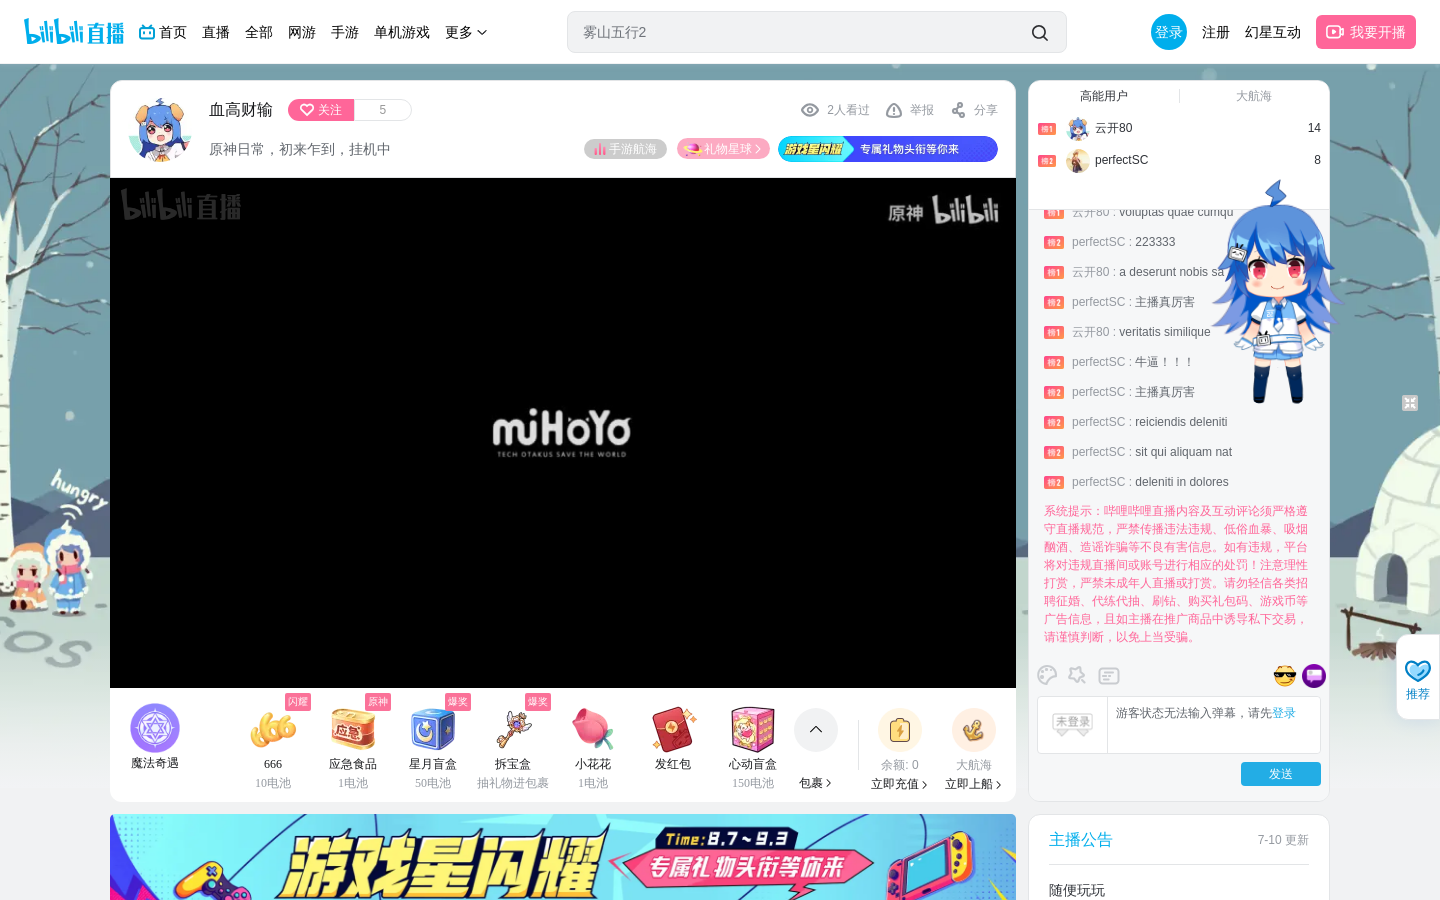 bilibili 直播
首页 直播 全部 网游 手游 单机游戏 更多
雾山五行2
登录 注册 幻星互动 我要开播
血高财输 关注 5
2人看过 举报 分享
原神日常，初来乍到，挂机中
手游航海 礼物星球 游戏星闪耀 专属礼物头衔等你来
bilibili 直播
原神 bilibili
miHoYo
TECH OTAKUS SAVE THE WORLD
hungry
闪耀 原神 爆奖 爆奖
应急
魔法奇遇 666 应急食品 星月盲盒 拆宝盒 小花花 发红包 心动盲盒
10电池 1电池 50电池 抽礼物进包裹 1电池 150电池 包裹
余额: 0 大航海
立即充值 立即上船
Time:8.7~9.3
游戏星闪耀
专属礼物头衔等你来
高能用户 大航海
榜1 云开80 14
榜2 perfectSC 8
榜1 云开80 : voluptas quae cumqu
榜2 perfectSC : 223333
榜1 云开80 : a deserunt nobis sa
榜2 perfectSC : 主播真厉害
榜1 云开80 : veritatis similique
榜2 perfectSC : 牛逼！！！
榜2 perfectSC : 主播真厉害
榜2 perfectSC : reiciendis deleniti
榜2 perfectSC : sit qui aliquam nat
榜2 perfectSC : deleniti in dolores
系统提示：哔哩哔哩直播内容及互动评论须严格遵
守直播规范，严禁传播违法违规、低俗血暴、吸烟
酗酒、造谣诈骗等不良有害信息。如有违规，平台
将对违规直播间或账号进行相应的处罚！注意理性
打赏，严禁未成年人直播或打赏。请勿轻信各类招
聘征婚、代练代抽、刷钻、购买礼包码、游戏币等
广告信息，且如主播在推广商品中诱导私下交易，
请谨慎判断，以免上当受骗。
未登录 游客状态无法输入弹幕，请先登录
发送
推荐
主播公告 7-10 更新
随便玩玩